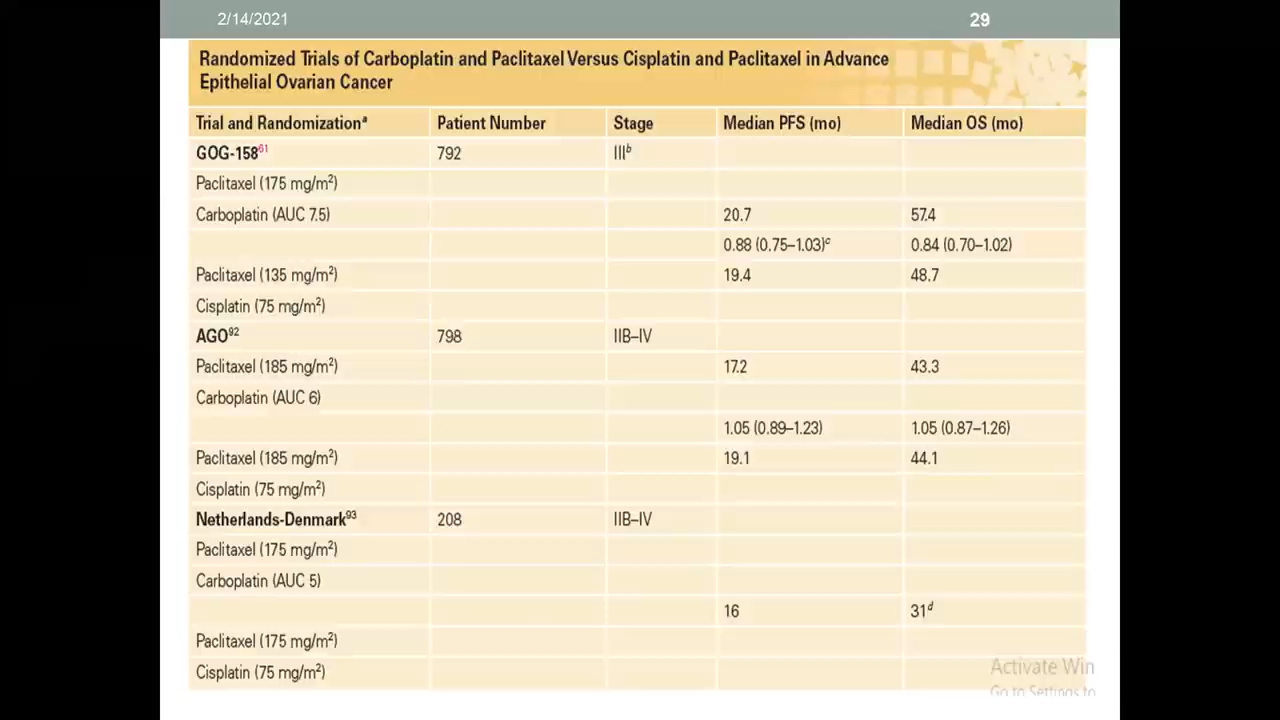 2/14/2021 29
Randomized Trials of Carboplatin and Paclitaxel Versus Cisplatin and Paclitaxel in Advance
Epithelial Ovarian Cancer
Trial and Randomizationᵃ Patient Number Stage Median PFS (mo) Median OS (mo)
GOG-158⁶¹ 792 IIIᵇ
Paclitaxel (175 mg/m²)
Carboplatin (AUC 7.5) 20.7 57.4
0.88 (0.75–1.03)ᶜ 0.84 (0.70–1.02)
Paclitaxel (135 mg/m²) 19.4 48.7
Cisplatin (75 mg/m²)
AGO⁹² 798 IIB–IV
Paclitaxel (185 mg/m²) 17.2 43.3
Carboplatin (AUC 6)
1.05 (0.89–1.23) 1.05 (0.87–1.26)
Paclitaxel (185 mg/m²) 19.1 44.1
Cisplatin (75 mg/m²)
Netherlands-Denmark⁹³ 208 IIB–IV
Paclitaxel (175 mg/m²)
Carboplatin (AUC 5)
16 31ᵈ
Paclitaxel (175 mg/m²)
Cisplatin (75 mg/m²)
Activate Win
Go to Settings to